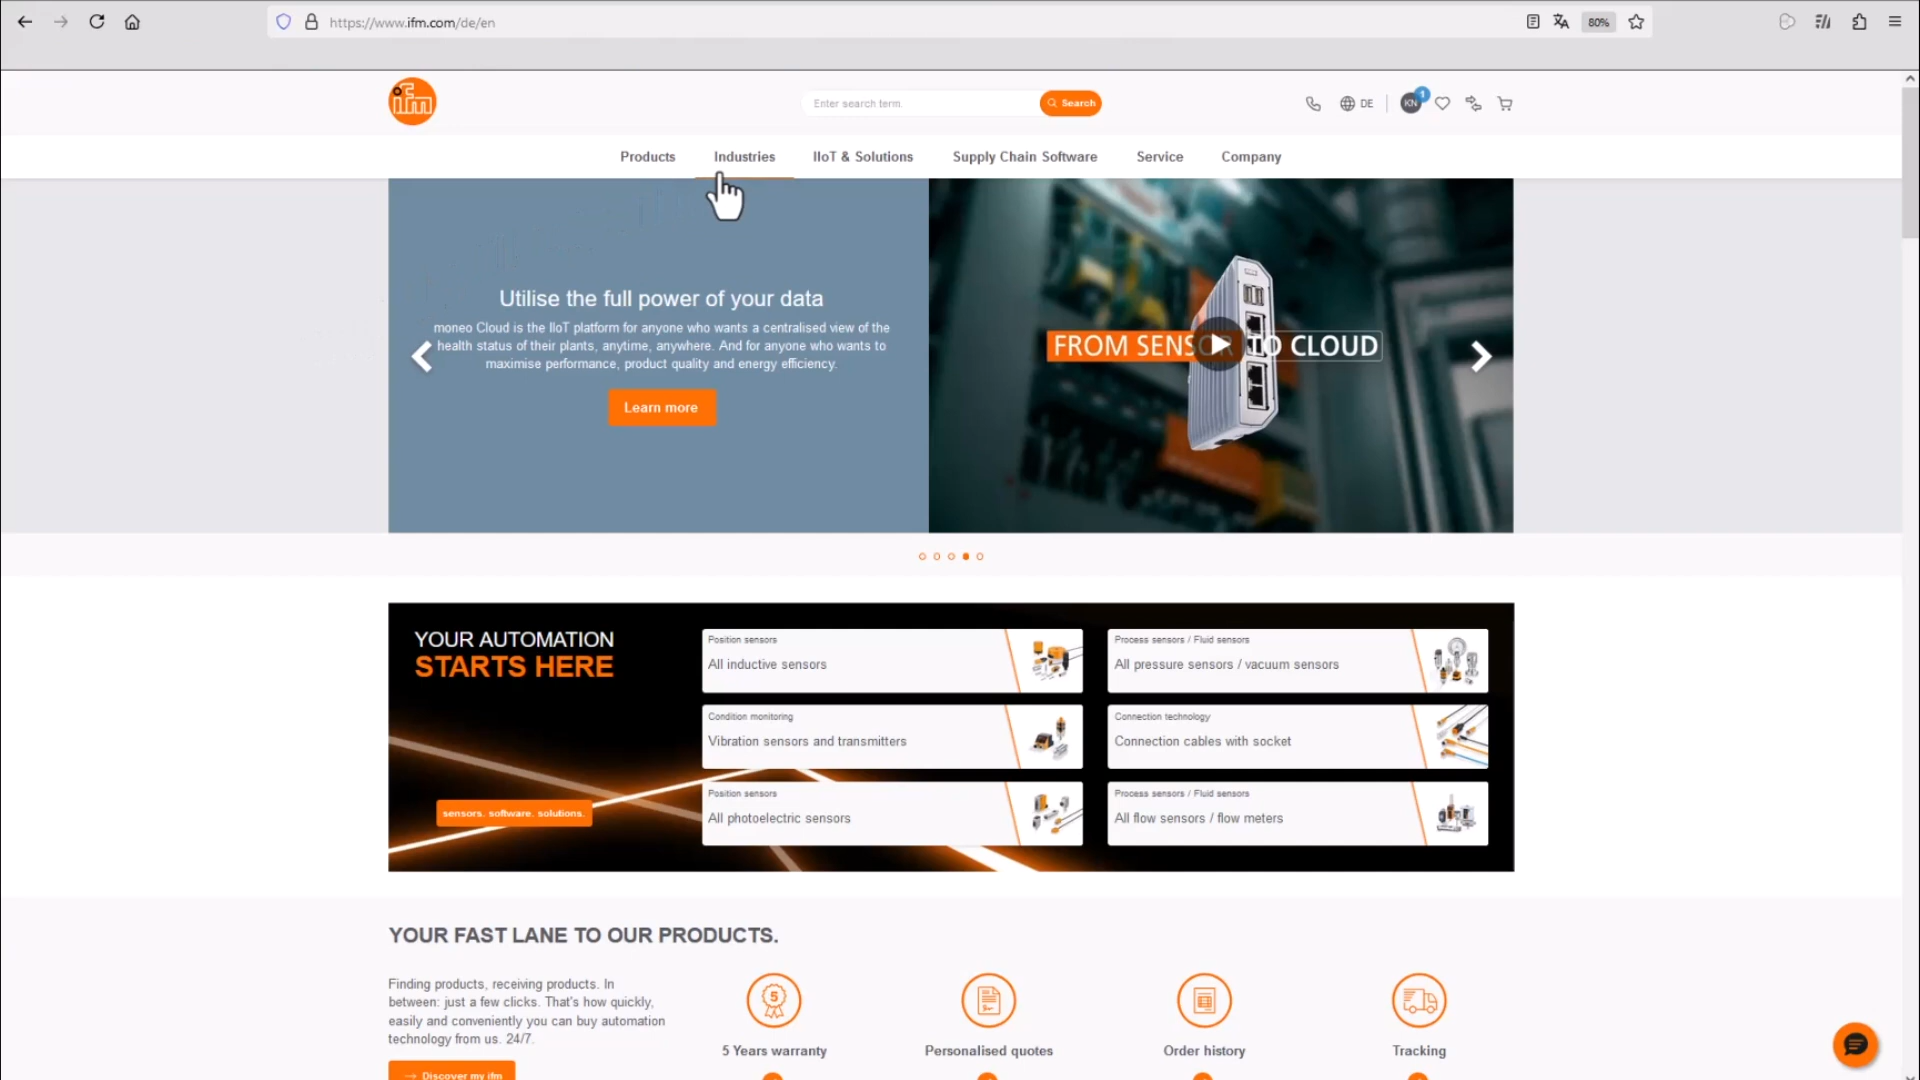 https://www.ifm.com/de/en
80%
ifm
Enter search term.
Search
DE
KN
1
Products
Industries
IIoT & Solutions
Supply Chain Software
Service
Company
Utilise the full power of your data
moneo Cloud is the IIoT platform for anyone who wants a centralised view of the
health status of their plants, anytime, anywhere. And for anyone who wants to
maximise performance, product quality and energy efficiency.
Learn more
FROM SENSOR TO CLOUD
YOUR AUTOMATION
STARTS HERE
sensors. software. solutions.
Position sensors
All inductive sensors
Process sensors / Fluid sensors
All pressure sensors / vacuum sensors
Condition monitoring
Vibration sensors and transmitters
Connection technology
Connection cables with socket
Position sensors
All photoelectric sensors
Process sensors / Fluid sensors
All flow sensors / flow meters
YOUR FAST LANE TO OUR PRODUCTS.
Finding products, receiving products. In
between: just a few clicks. That's how quickly,
easily and conveniently you can buy automation
technology from us. 24/7.
→ Discover my ifm
5
5 Years warranty
Personalised quotes
Order history
Tracking